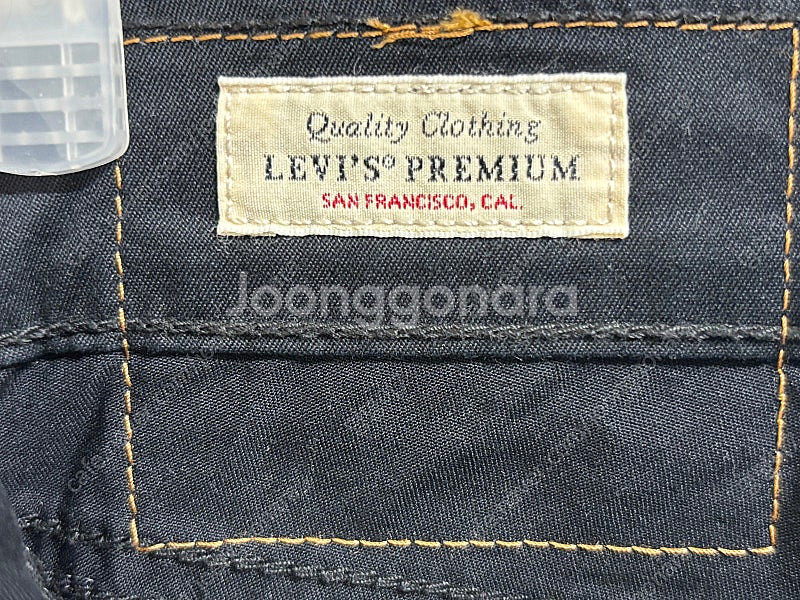 Quality Clothing
LEVI'S® PREMIUM
SAN FRANCISCO, CAL.
Joonggonara